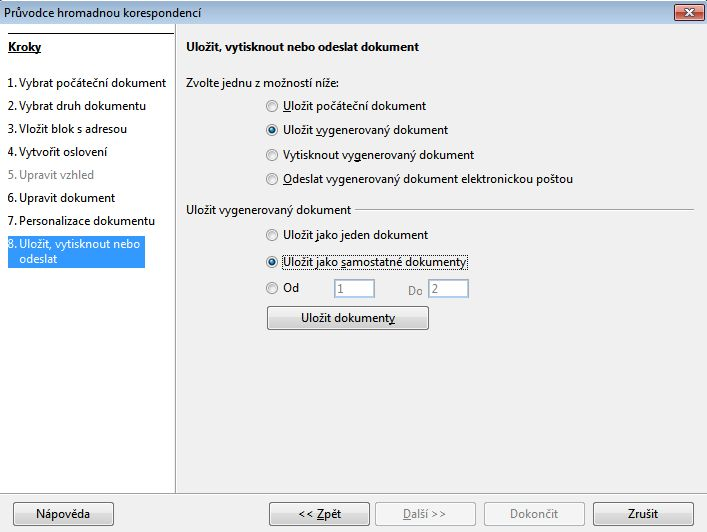 Průvodce hromadnou korespondencí
Kroky
1. Vybrat počáteční dokument
2. Vybrat druh dokumentu
3. Vložit blok s adresou
4. Vytvořit oslovení
5. Upravit vzhled
6. Upravit dokument
7. Personalizace dokumentu
8. Uložit, vytisknout nebo
odeslat
Uložit, vytisknout nebo odeslat dokument
Zvolte jednu z možností níže:
Uložit počáteční dokument
Uložit vygenerovaný dokument
Vytisknout vygenerovaný dokument
Odeslat vygenerovaný dokument elektronickou poštou
Uložit vygenerovaný dokument
Uložit jako jeden dokument
Uložit jako samostatné dokumenty
Od 1 Do 2
Uložit dokumenty
Nápověda << Zpět Další >> Dokončit Zrušit